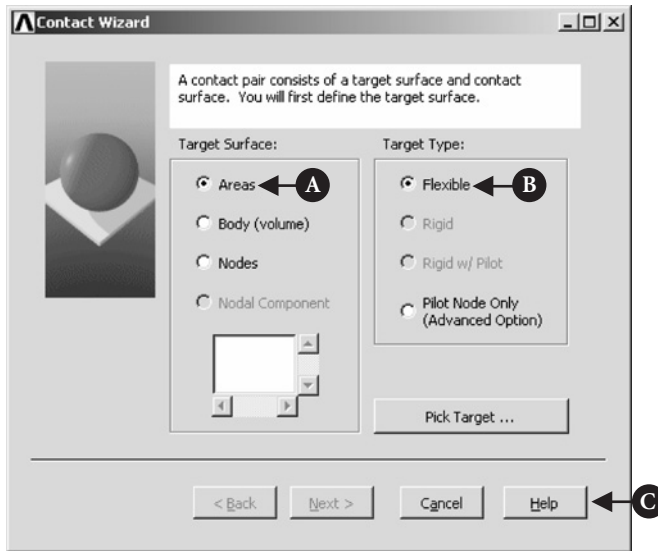 Contact Wizard
A contact pair consists of a target surface and contact
surface. You will first define the target surface.
Target Surface:
Areas
A
Body (volume)
Nodes
Nodal Component
Target Type:
Flexible
B
Rigid
Rigid w/ Pilot
Pilot Node Only
(Advanced Option)
Pick Target ...
< Back
Next >
Cancel
Help
C